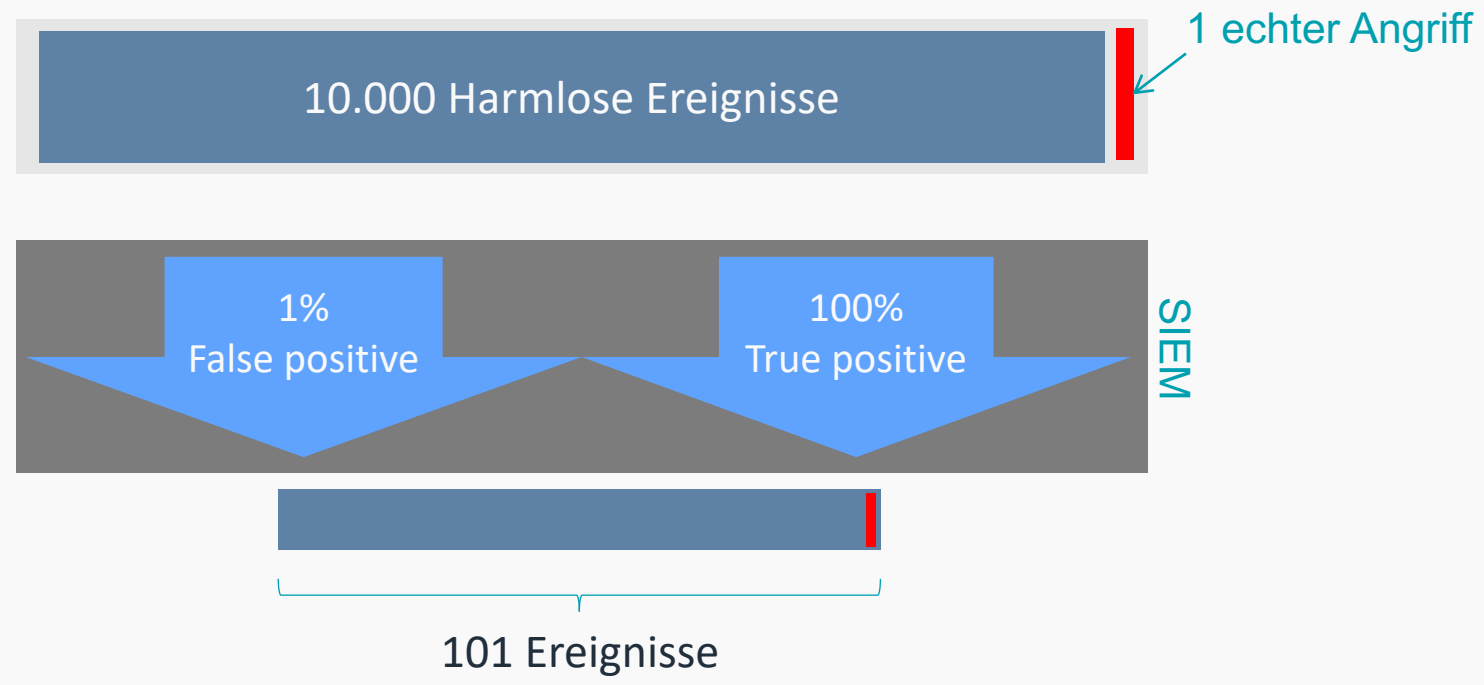 1 echter Angriff
10.000 Harmlose Ereignisse
1%
False positive
100%
True positive
SIEM
101 Ereignisse